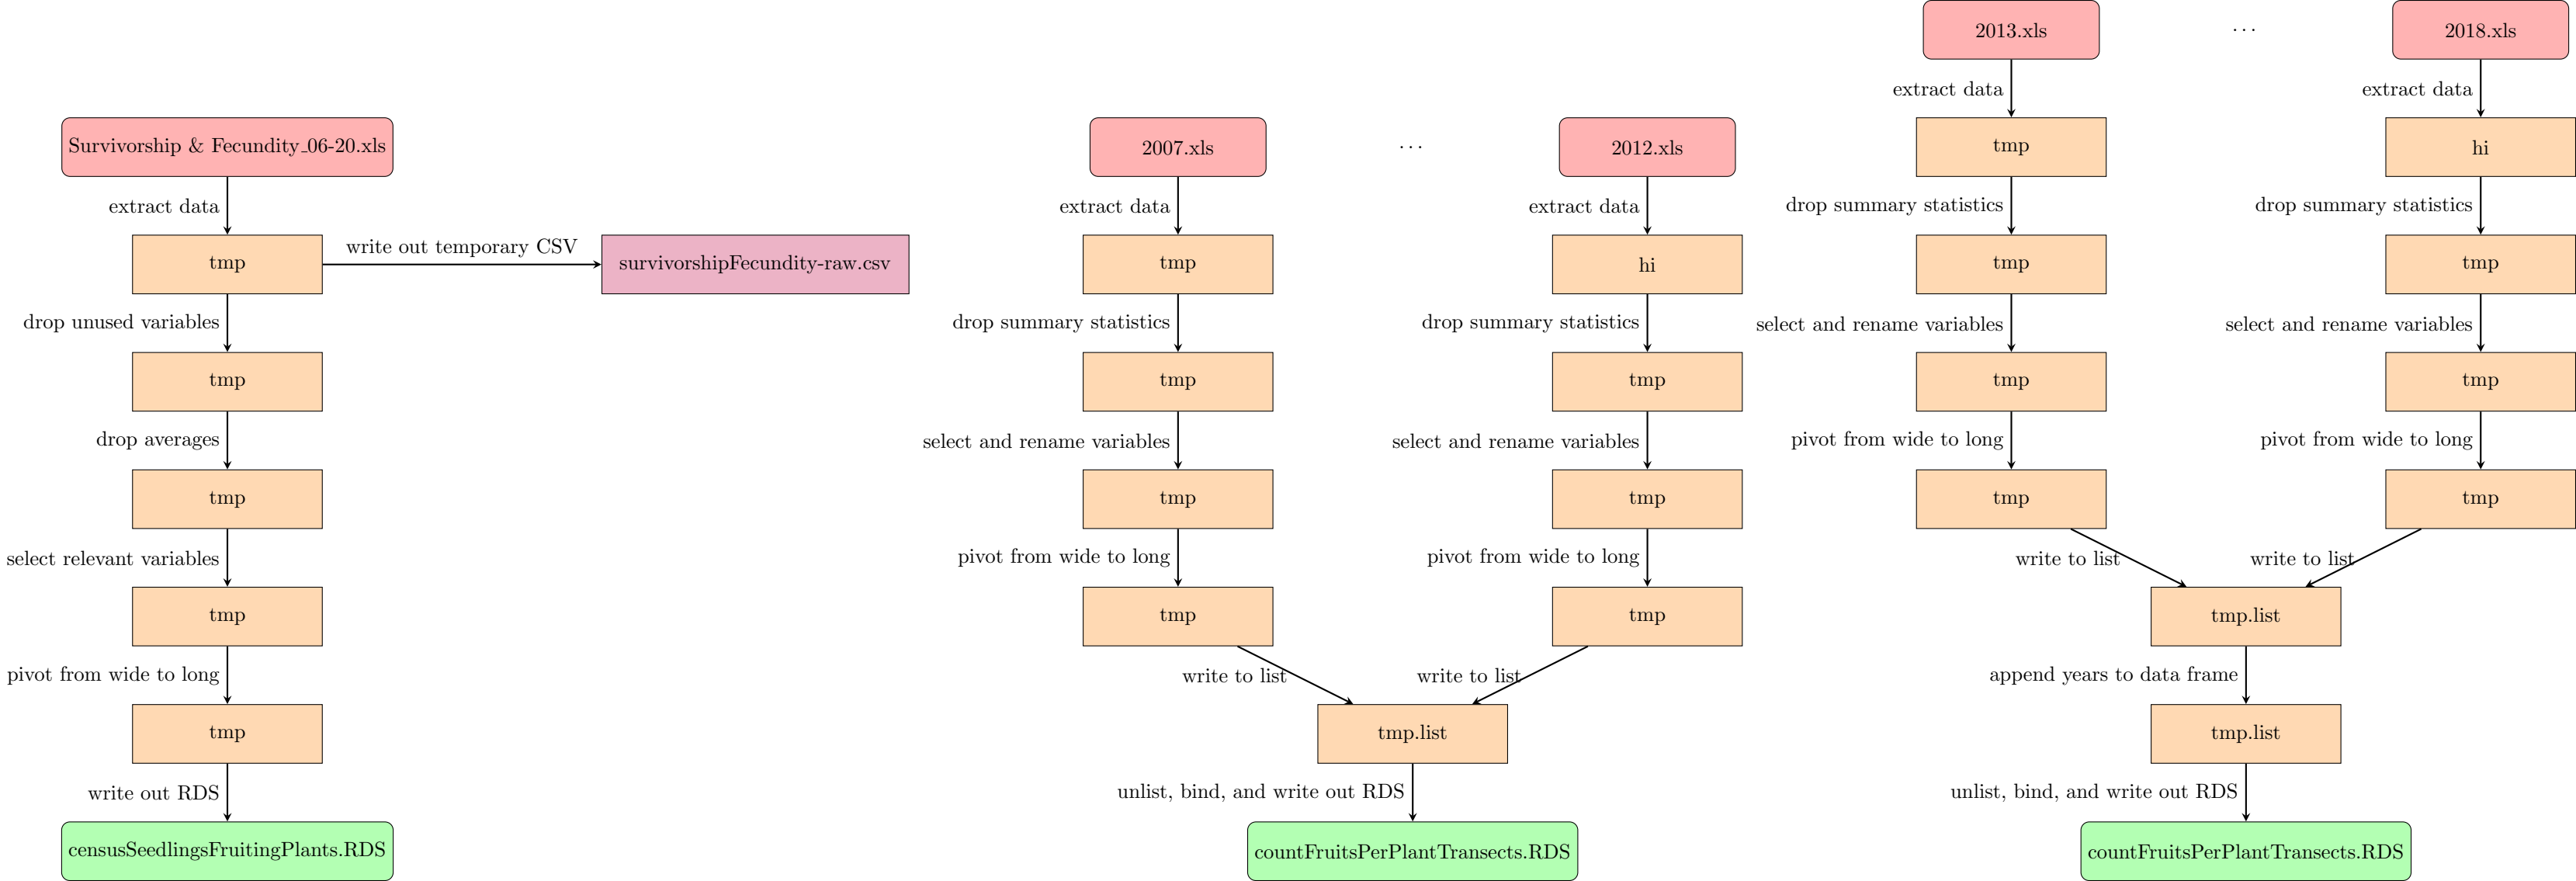 Survivorship & Fecundity_06-20.xls
extract data
tmp
write out temporary CSV
survivorshipFecundity-raw.csv
drop unused variables
tmp
drop averages
tmp
select relevant variables
tmp
pivot from wide to long
tmp
write out RDS
censusSeedlingsFruitingPlants.RDS
2007.xls
...
2012.xls
extract data
extract data
tmp
hi
drop summary statistics
drop summary statistics
tmp
tmp
select and rename variables
select and rename variables
tmp
tmp
pivot from wide to long
pivot from wide to long
tmp
tmp
write to list
write to list
tmp.list
unlist, bind, and write out RDS
countFruitsPerPlantTransects.RDS
2013.xls
...
2018.xls
extract data
extract data
tmp
hi
drop summary statistics
drop summary statistics
tmp
tmp
select and rename variables
select and rename variables
tmp
tmp
pivot from wide to long
pivot from wide to long
tmp
tmp
write to list
write to list
tmp.list
append years to data frame
tmp.list
unlist, bind, and write out RDS
countFruitsPerPlantTransects.RDS